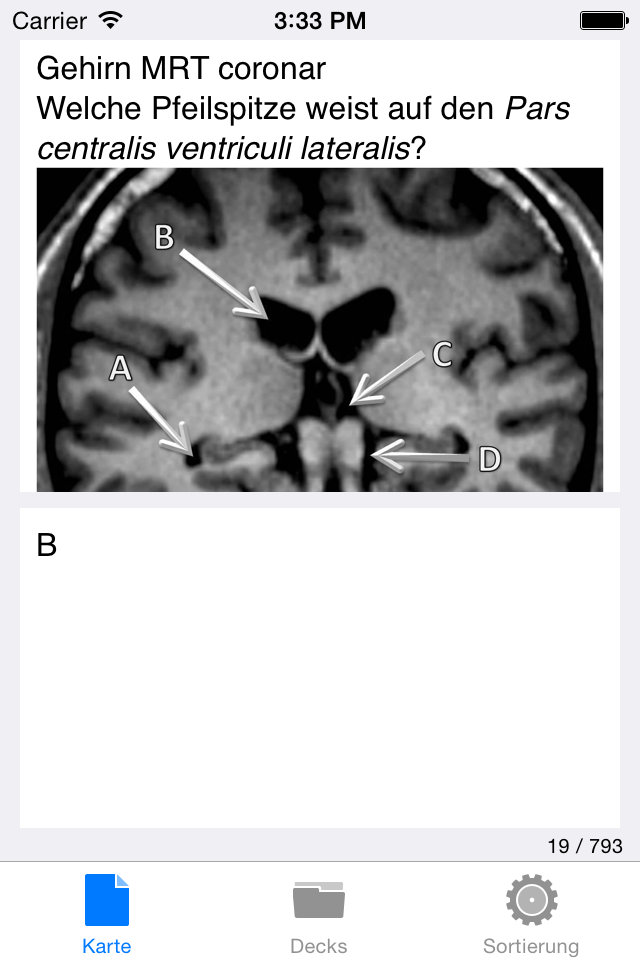 Carrier 3:33 PM
Gehirn MRT coronar
Welche Pfeilspitze weist auf den Pars
centralis ventriculi lateralis?
B
C
A
D
B
19 / 793
Karte Decks Sortierung